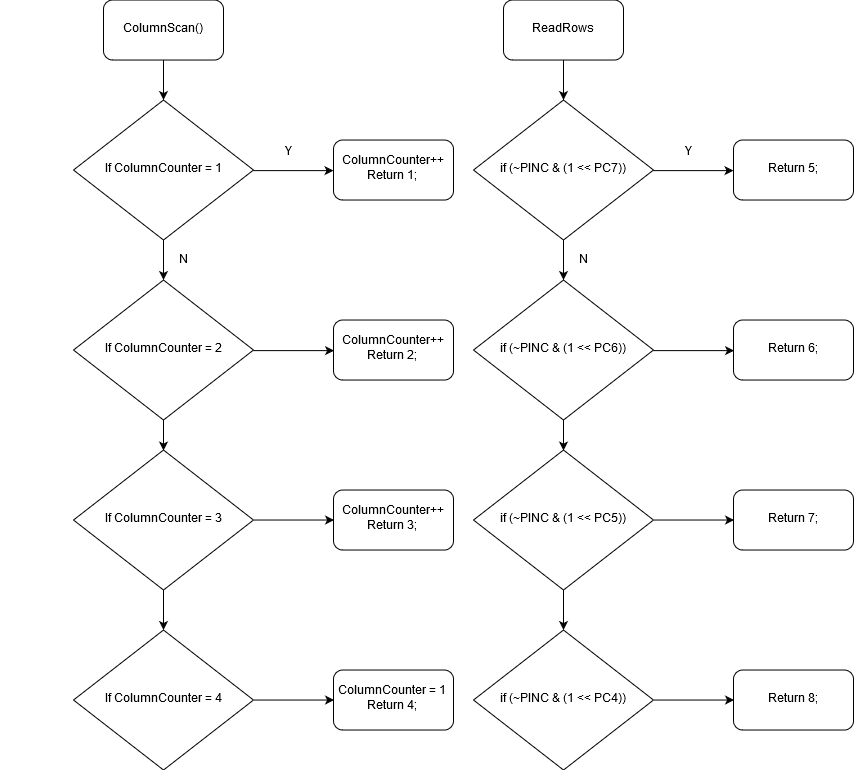 ColumnScan()
If ColumnCounter = 1
Y
ColumnCounter++
Return 1;
N
If ColumnCounter = 2
ColumnCounter++
Return 2;
If ColumnCounter = 3
ColumnCounter++
Return 3;
If ColumnCounter = 4
ColumnCounter = 1
Return 4;
ReadRows
if (~PINC & (1 << PC7))
Y
Return 5;
N
if (~PINC & (1 << PC6))
Return 6;
if (~PINC & (1 << PC5))
Return 7;
if (~PINC & (1 << PC4))
Return 8;